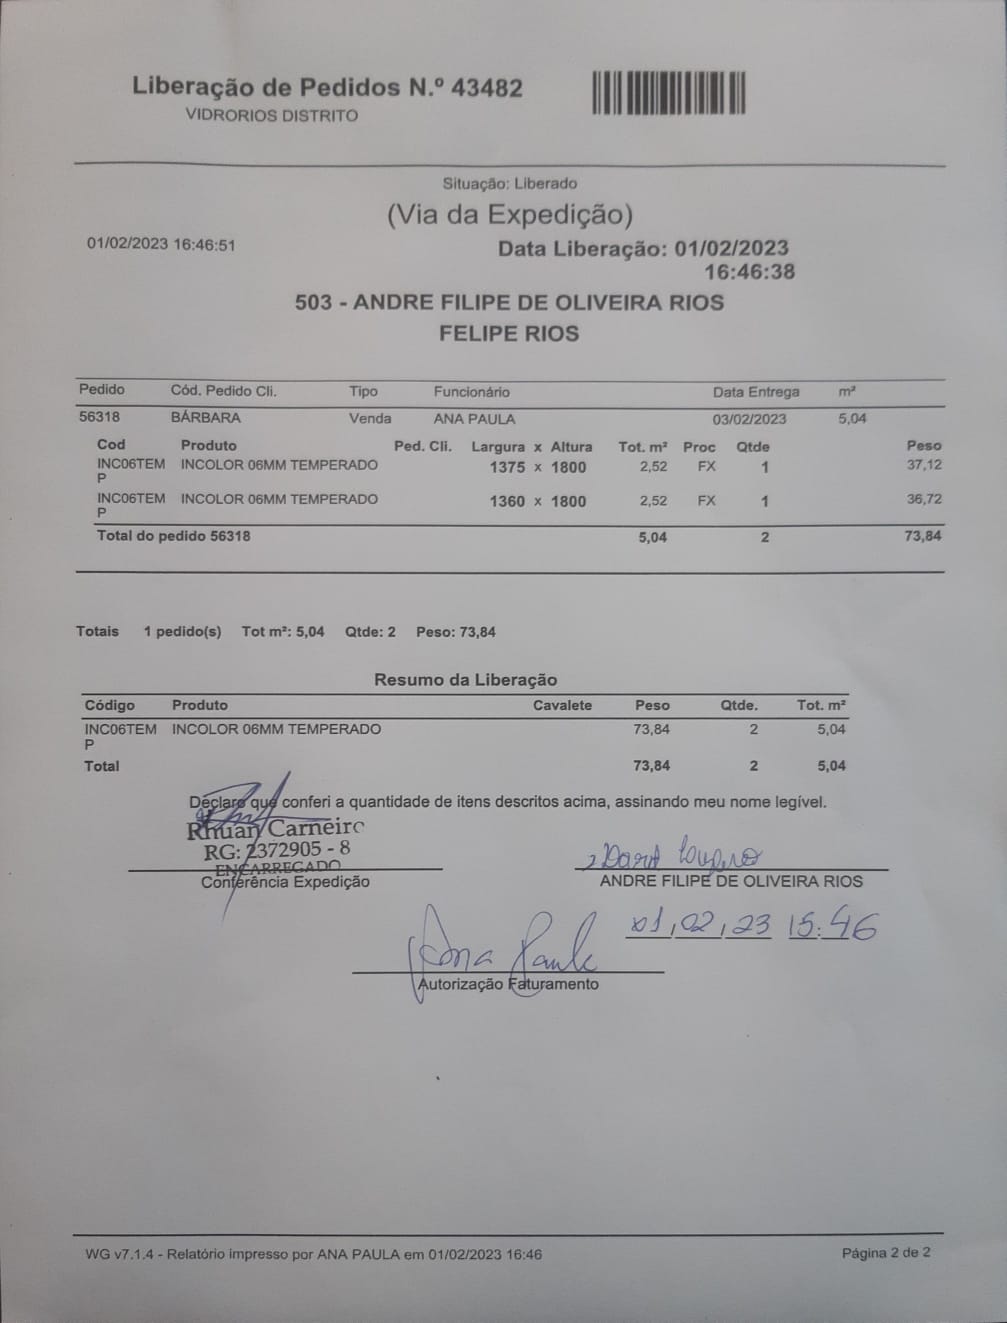 Liberação de Pedidos N.º 43482
VIDRORIOS DISTRITO
Situação: Liberado
(Via da Expedição)
01/02/2023 16:46:51
Data Liberação: 01/02/2023
16:46:38
503 - ANDRE FILIPE DE OLIVEIRA RIOS
FELIPE RIOS
Pedido Cód. Pedido Cli. Tipo Funcionário Data Entrega m²
56318 BÁRBARA Venda ANA PAULA 03/02/2023 5,04
Cod Produto Ped. Cli. Largura x Altura Tot. m² Proc Qtde Peso
INC06TEM INCOLOR 06MM TEMPERADO 1375 x 1800 2,52 FX 1 37,12
P
INC06TEM INCOLOR 06MM TEMPERADO 1360 x 1800 2,52 FX 1 36,72
P
Total do pedido 56318 5,04 2 73,84
Totais 1 pedido(s) Tot m²: 5,04 Qtde: 2 Peso: 73,84
Resumo da Liberação
Código Produto Cavalete Peso Qtde. Tot. m²
INC06TEM INCOLOR 06MM TEMPERADO 73,84 2 5,04
P
Total 73,84 2 5,04
Declaro que conferi a quantidade de itens descritos acima, assinando meu nome legível.
Rhuan Carneiro
RG: 2372905 - 8
ENCARREGADO
Conferência Expedição
ANDRE FILIPE DE OLIVEIRA RIOS
01,02,23 15:46
Ana Paula
Autorização Faturamento
WG v7.1.4 - Relatório impresso por ANA PAULA em 01/02/2023 16:46
Página 2 de 2